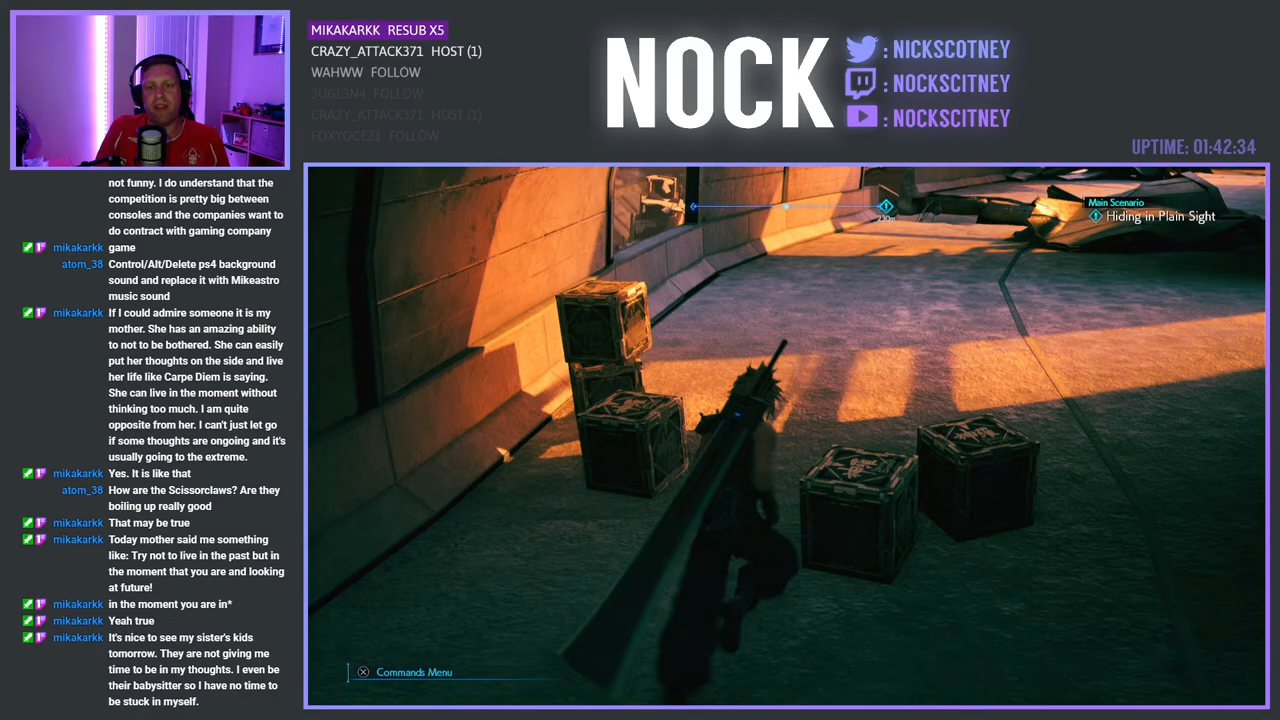 MIKAKARKK RESUB X5
CRAZY_ATTACK371 HOST (1)
WAHWW FOLLOW
3UGL3N4 FOLLOW
CRAZY_ATTACK371 HOST (1)
FOXYOCE21 FOLLOW
NOCK
: NICKSCOTNEY
: NOCKSCITNEY
: NOCKSCITNEY
UPTIME: 01:42:34
not funny. I do understand that the
competition is pretty big between
consoles and the companies want to
do contract with gaming company
mikakarkk game
atom_38 Control/Alt/Delete ps4 background
sound and replace it with Mikeastro
music sound
mikakarkk If I could admire someone it is my
mother. She has an amazing ability
to not to be bothered. She can easily
put her thoughts on the side and live
her life like Carpe Diem is saying.
She can live in the moment without
thinking too much. I am quite
opposite from her. I can't just let go
if some thoughts are ongoing and it's
usually going to the extreme.
mikakarkk Yes. It is like that
atom_38 How are the Scissorclaws? Are they
boiling up really good
mikakarkk That may be true
mikakarkk Today mother said me something
like: Try not to live in the past but in
the moment that you are and looking
at future!
mikakarkk in the moment you are in*
mikakarkk Yeah true
mikakarkk It's nice to see my sister's kids
tomorrow. They are not giving me
time to be in my thoughts. I even be
their babysitter so I have no time to
be stuck in myself.
Main Scenario
Hiding in Plain Sight
230m
Commands Menu